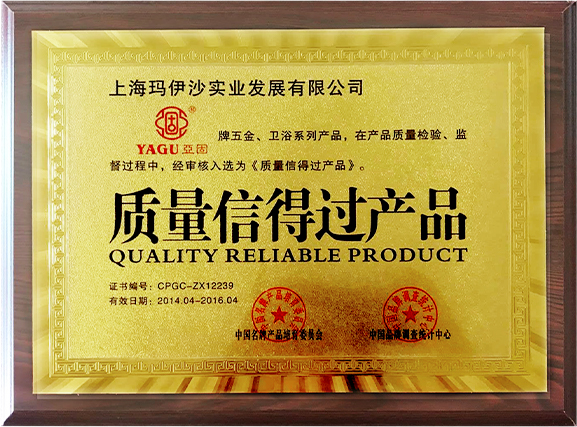 上海玛伊沙实业发展有限公司
®
YAGU 亞固 牌五金、卫浴系列产品，在产品质量检验、监
督过程中，经审核入选为《质量信得过产品》。
质量信得过产品
QUALITY RELIABLE PRODUCT
证书编号：CPGC-ZX12239
有效日期：2014.04-2016.04
中国名牌产品培育委员会 中国品牌调查统计中心